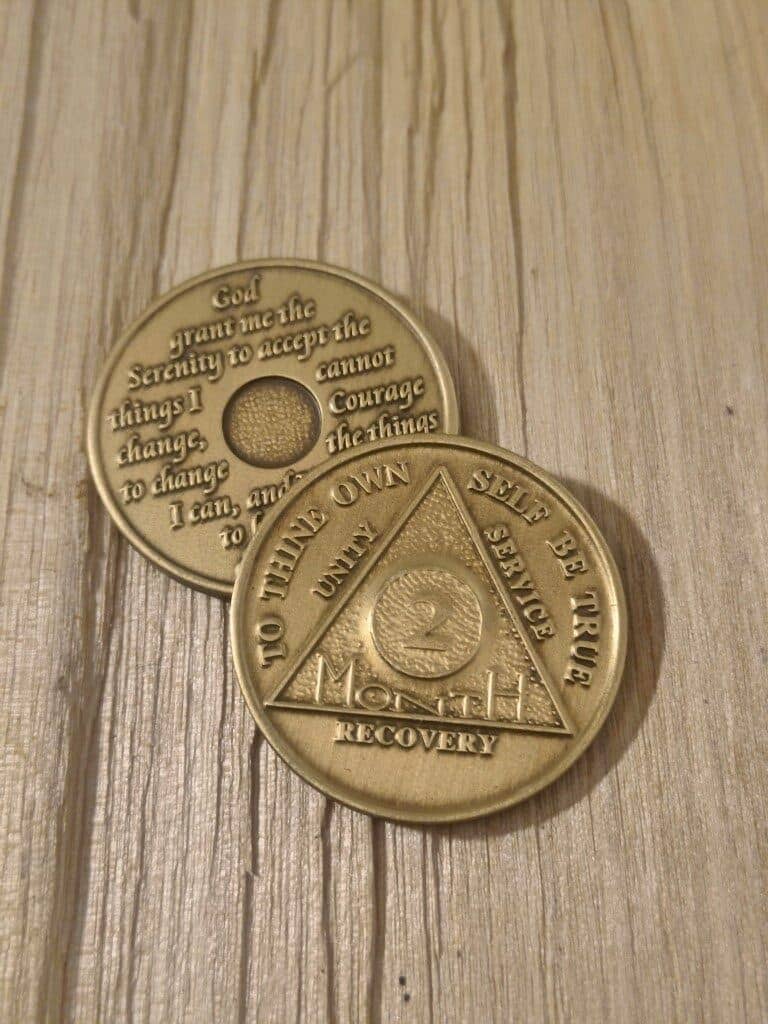 God
grant me the
Serenity to accept the
things I cannot
change, Courage
to change the things
I can, and
to
TO THINE OWN SELF BE TRUE
UNITY
SERVICE
2
MONTH
RECOVERY